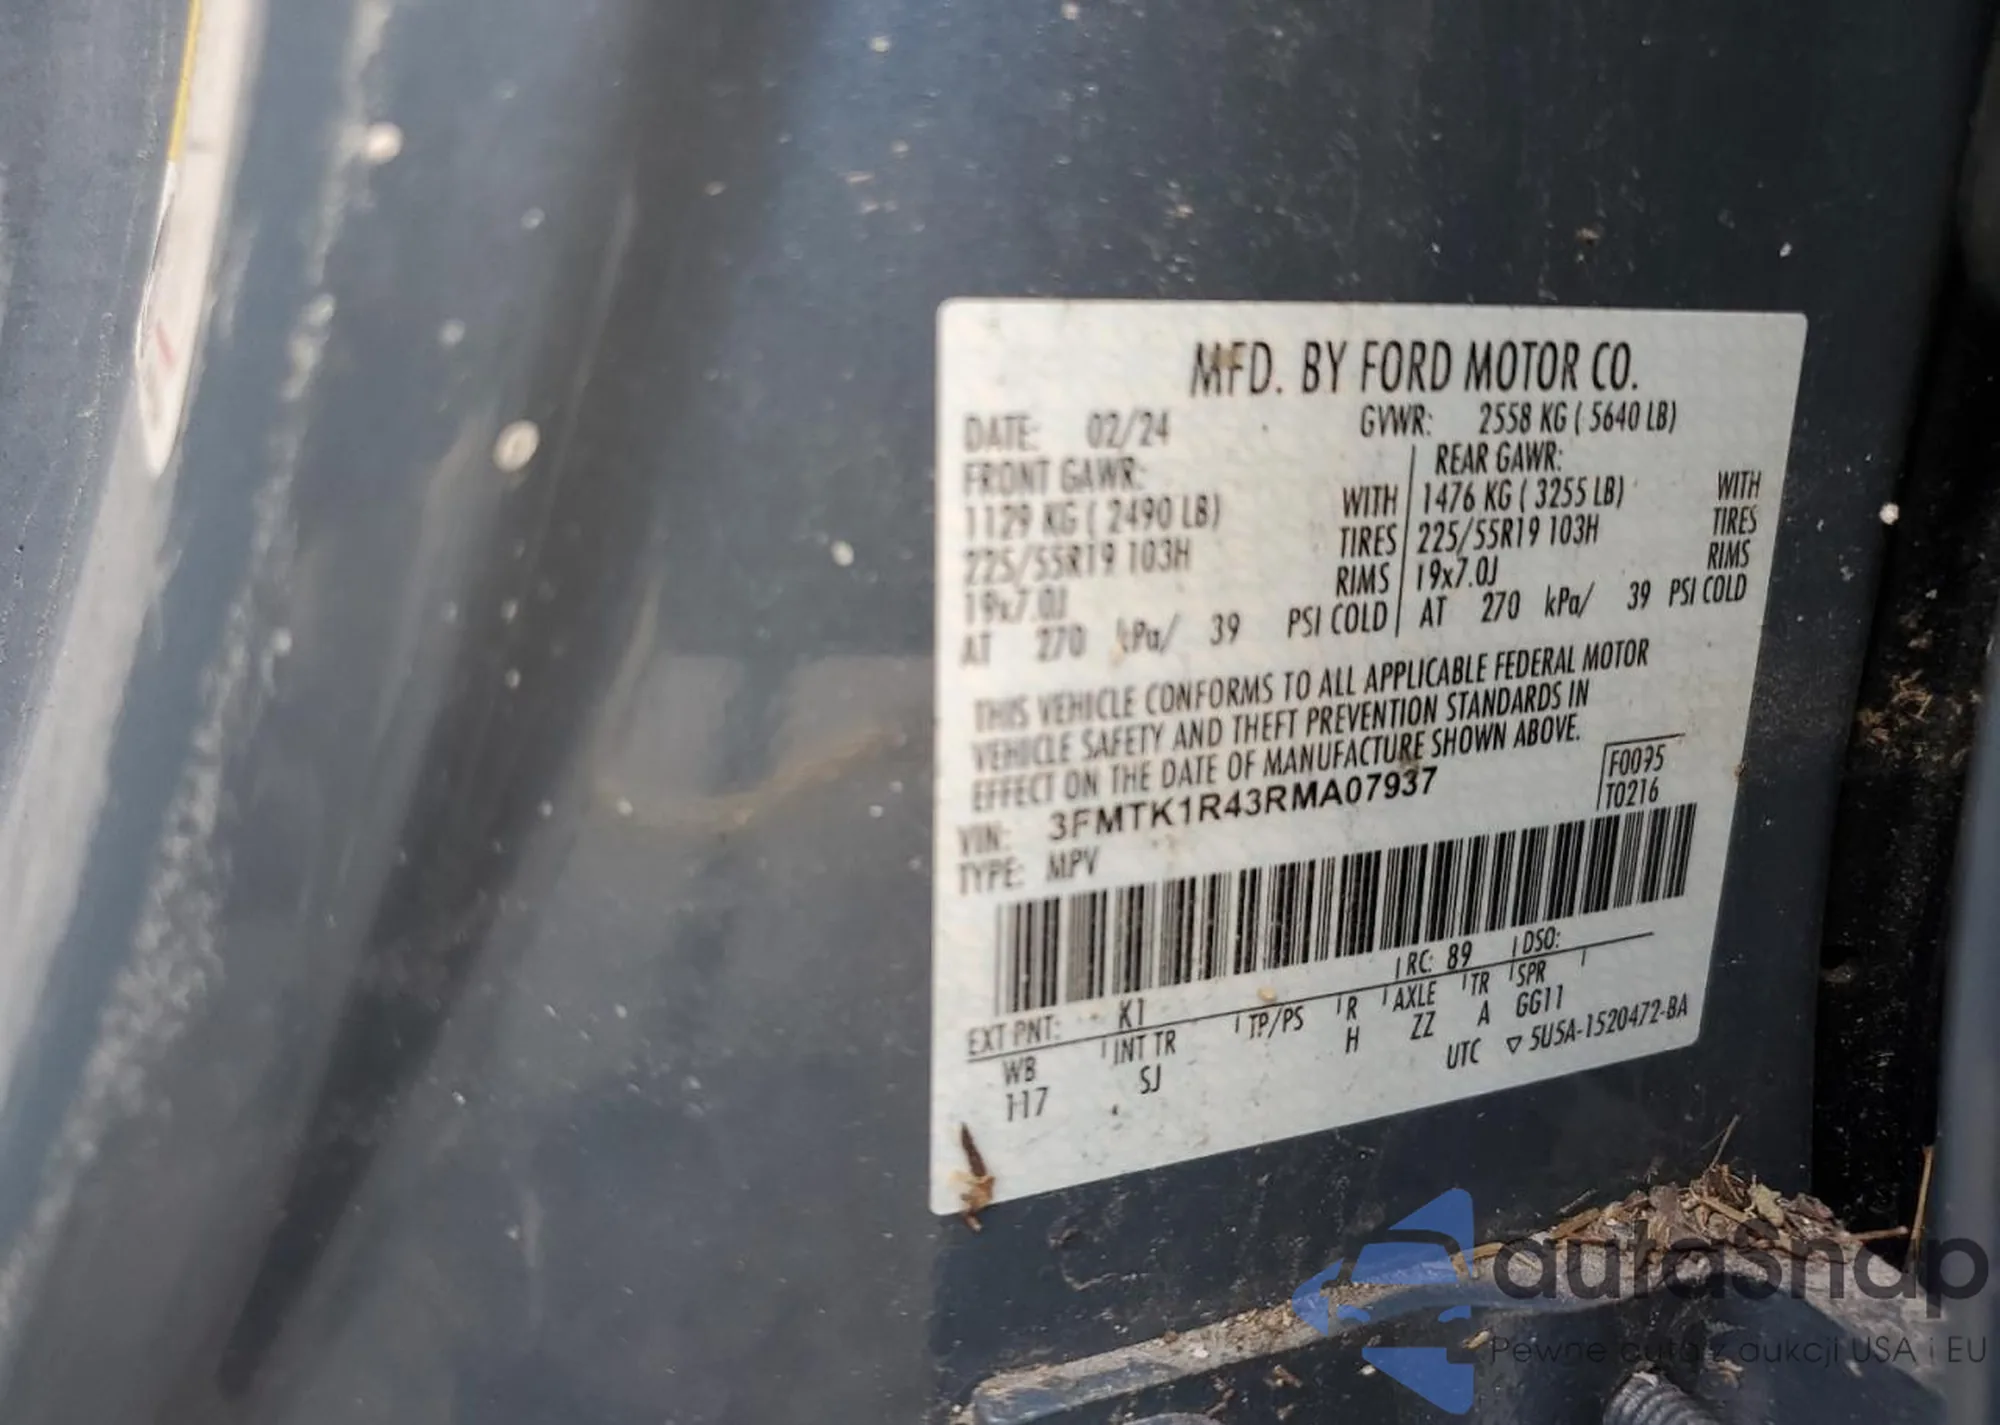 MFD. BY FORD MOTOR CO.
DATE: 02/24 GVWR: 2558 KG ( 5640 LB)
FRONT GAWR: REAR GAWR:
1129 KG ( 2490 LB) WITH 1476 KG ( 3255 LB) WITH
225/55R19 103H TIRES 225/55R19 103H TIRES
19x7.0J RIMS 19x7.0J RIMS
AT 270 kPa/ 39 PSI COLD AT 270 kPa/ 39 PSI COLD
THIS VEHICLE CONFORMS TO ALL APPLICABLE FEDERAL MOTOR
VEHICLE SAFETY AND THEFT PREVENTION STANDARDS IN
EFFECT ON THE DATE OF MANUFACTURE SHOWN ABOVE.
VIN: 3FMTK1R43RMA07937
F0095
TYPE: MPV
T0216
EXT PNT: K1 RC: 89 DSO:
WB INT TR TP/PS R AXLE TR SPR
117 SJ H ZZ A GG11
UTC ▽ 5U5A-1520472-BA
autaSnap
Pewne auta z aukcji USA i EU